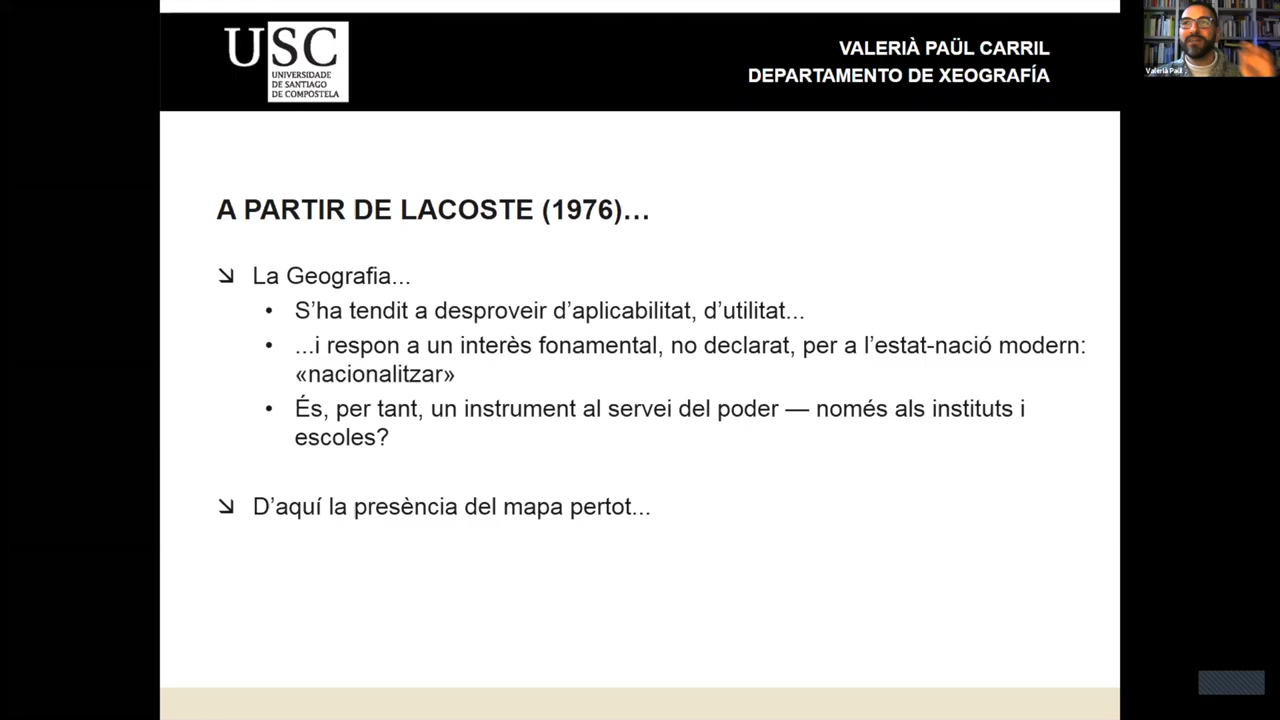 USC
UNIVERSIDADE
DE SANTIAGO
DE COMPOSTELA
VALERIÀ PAÜL CARRIL
DEPARTAMENTO DE XEOGRAFÍA
Valerià Paül
A PARTIR DE LACOSTE (1976)…
La Geografia...
• S’ha tendit a desproveir d’aplicabilitat, d’utilitat...
• ...i respon a un interès fonamental, no declarat, per a l’estat-nació modern:
«nacionalitzar»
• És, per tant, un instrument al servei del poder — només als instituts i
escoles?
D’aquí la presència del mapa pertot...